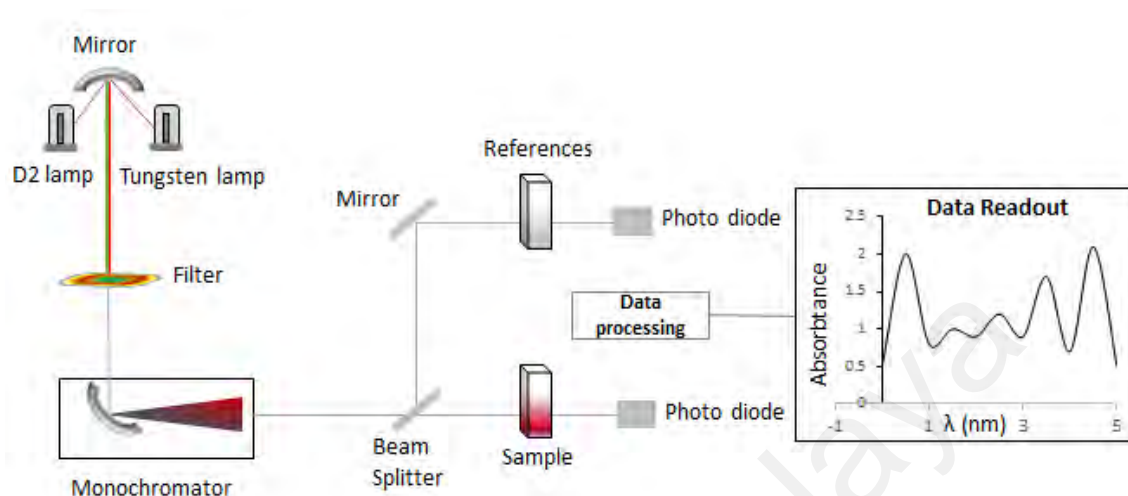 Mirror
D2 lamp
Tungsten lamp
Filter
Monochromator
Beam
Splitter
Mirror
References
Photo diode
Data
processing
Sample
Photo diode
Data Readout
Absorbtance
2.5
2
1.5
1
0.5
0
-1
1
λ (nm)
3
5
laya